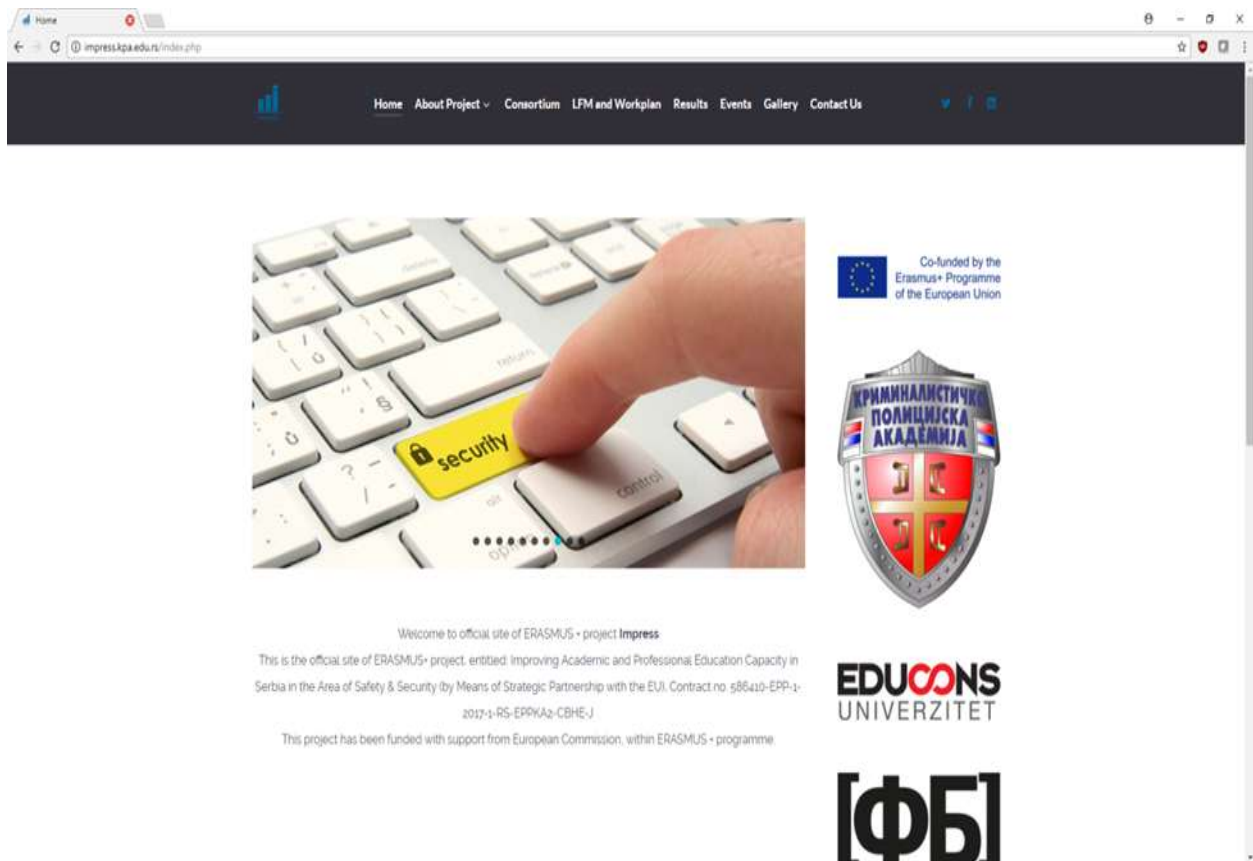 Home
impress.kpa.edu.rs/index.php
Home About Project Consortium LFM and Workplan Results Events Gallery Contact Us
delete
return
security
control
alt
Co-funded by the
Erasmus+ Programme
of the European Union
КРИМИНАЛИСТИЧКО
ПОЛИЦИЈСКА
АКАДЕМИЈА
Welcome to official site of ERASMUS + project Impress
This is the official site of ERASMUS+ project, entitled: Improving Academic and Professional Education Capacity in
Serbia in the Area of Safety & Security (by Means of Strategic Partnership with the EU), Contract no. 586410-EPP-1-
2017-1-RS-EPPKA2-CBHE-J
This project has been funded with support from European Commission, within ERASMUS + programme.
EDUCONS
UNIVERZITET
[ФБ]